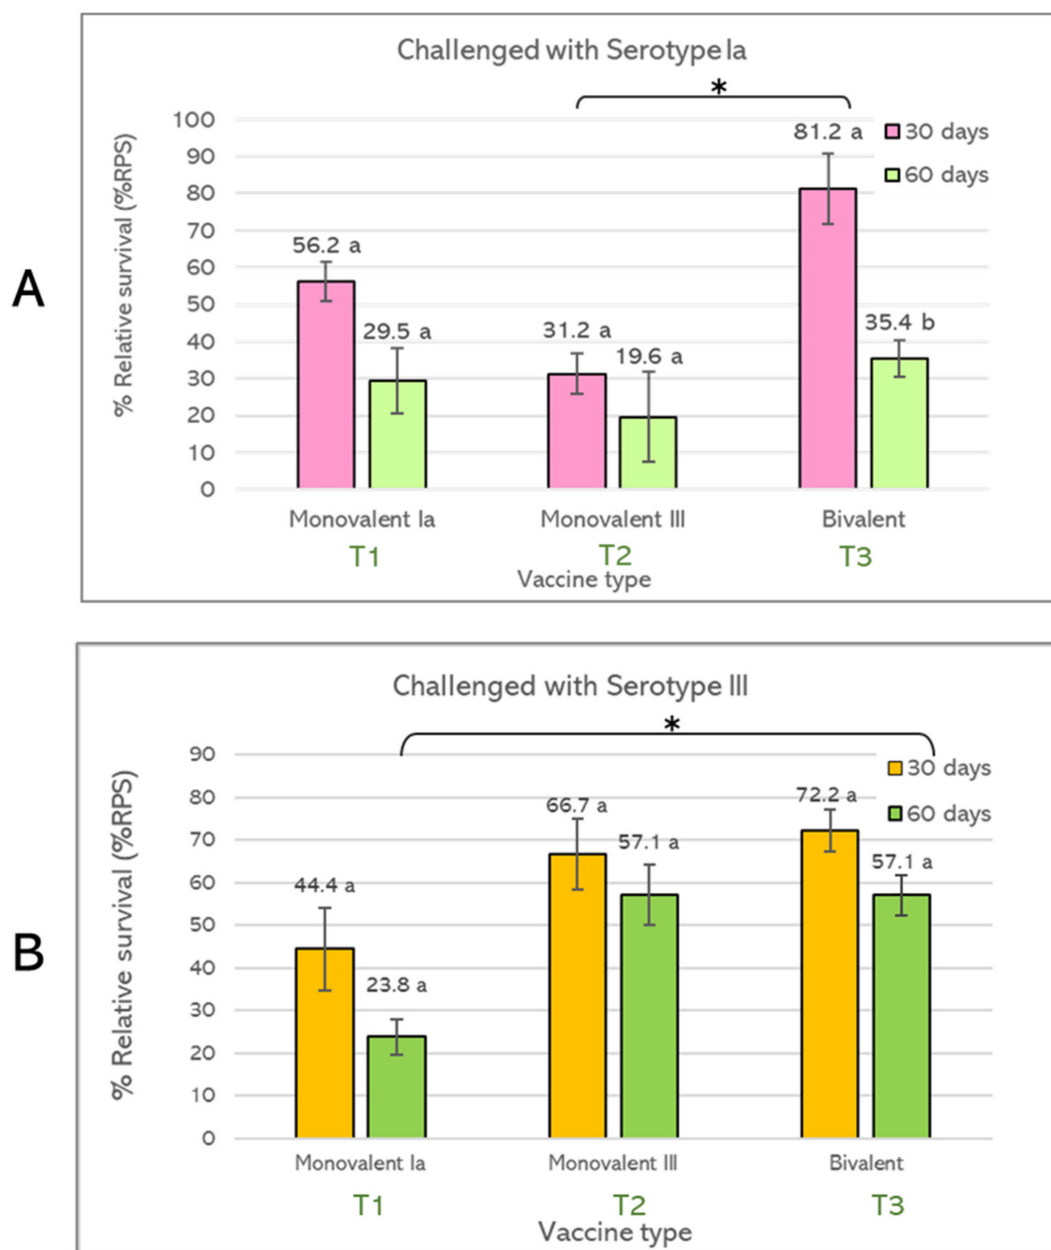 A
Challenged with Serotype Ia
*
% Relative survival (%RPS)
100
90
80
70
60
50
40
30
20
10
0
56.2 a
29.5 a
31.2 a
19.6 a
81.2 a
35.4 b
30 days
60 days
Monovalent Ia
Monovalent III
Bivalent
T1
T2
T3
Vaccine type
B
Challenged with Serotype III
*
% Relative survival (%RPS)
90
80
70
60
50
40
30
20
10
0
44.4 a
23.8 a
66.7 a
57.1 a
72.2 a
57.1 a
30 days
60 days
Monovalent Ia
Monovalent III
Bivalent
T1
T2
T3
Vaccine type